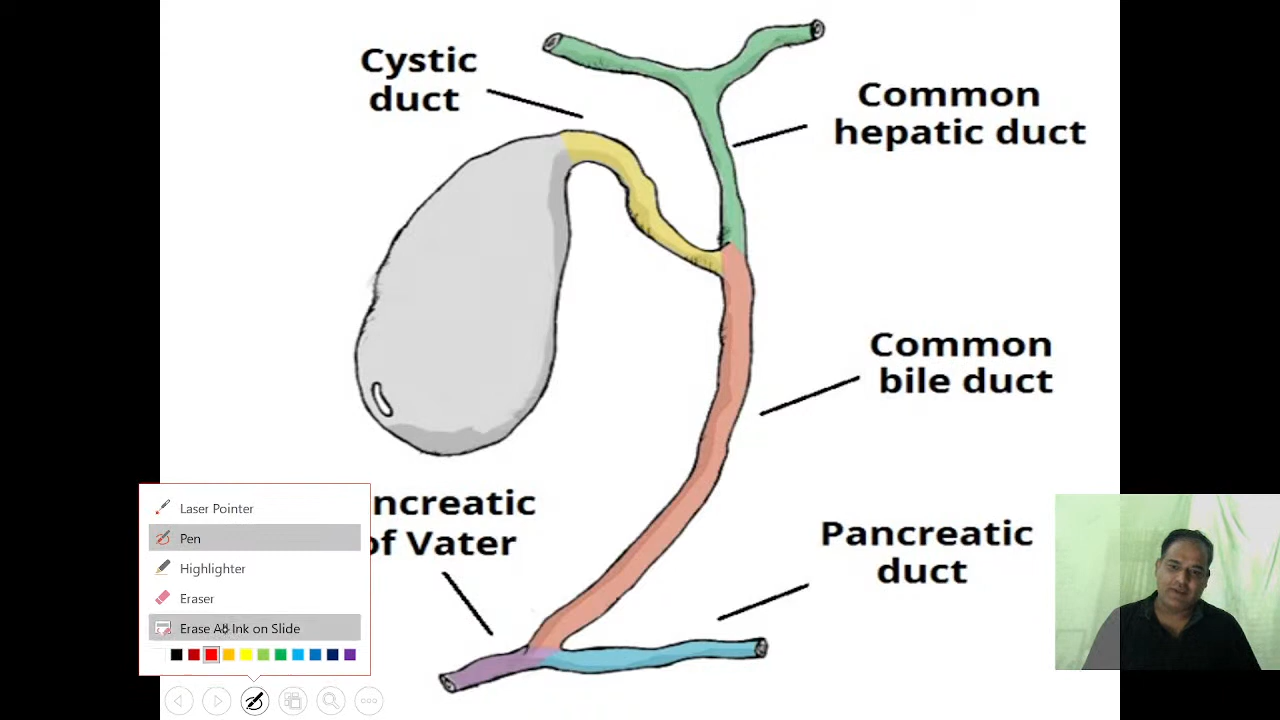 Cystic
duct
Common
hepatic duct
Common
bile duct
ncreatic
of Vater
Pancreatic
duct
Laser Pointer
Pen
Highlighter
Eraser
Erase All Ink on Slide